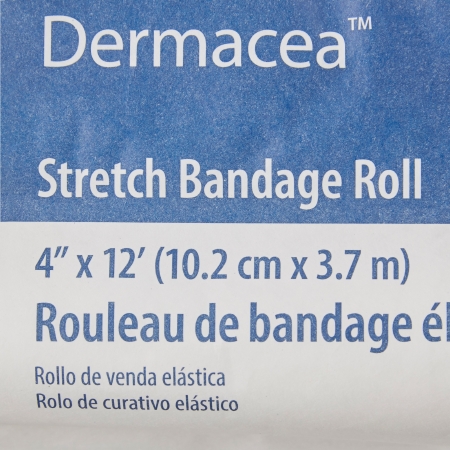 Dermacea™
Stretch Bandage Roll
4" x 12' (10.2 cm x 3.7 m)
Rouleau de bandage él
Rollo de venda elástica
Rolo de curativo elástico